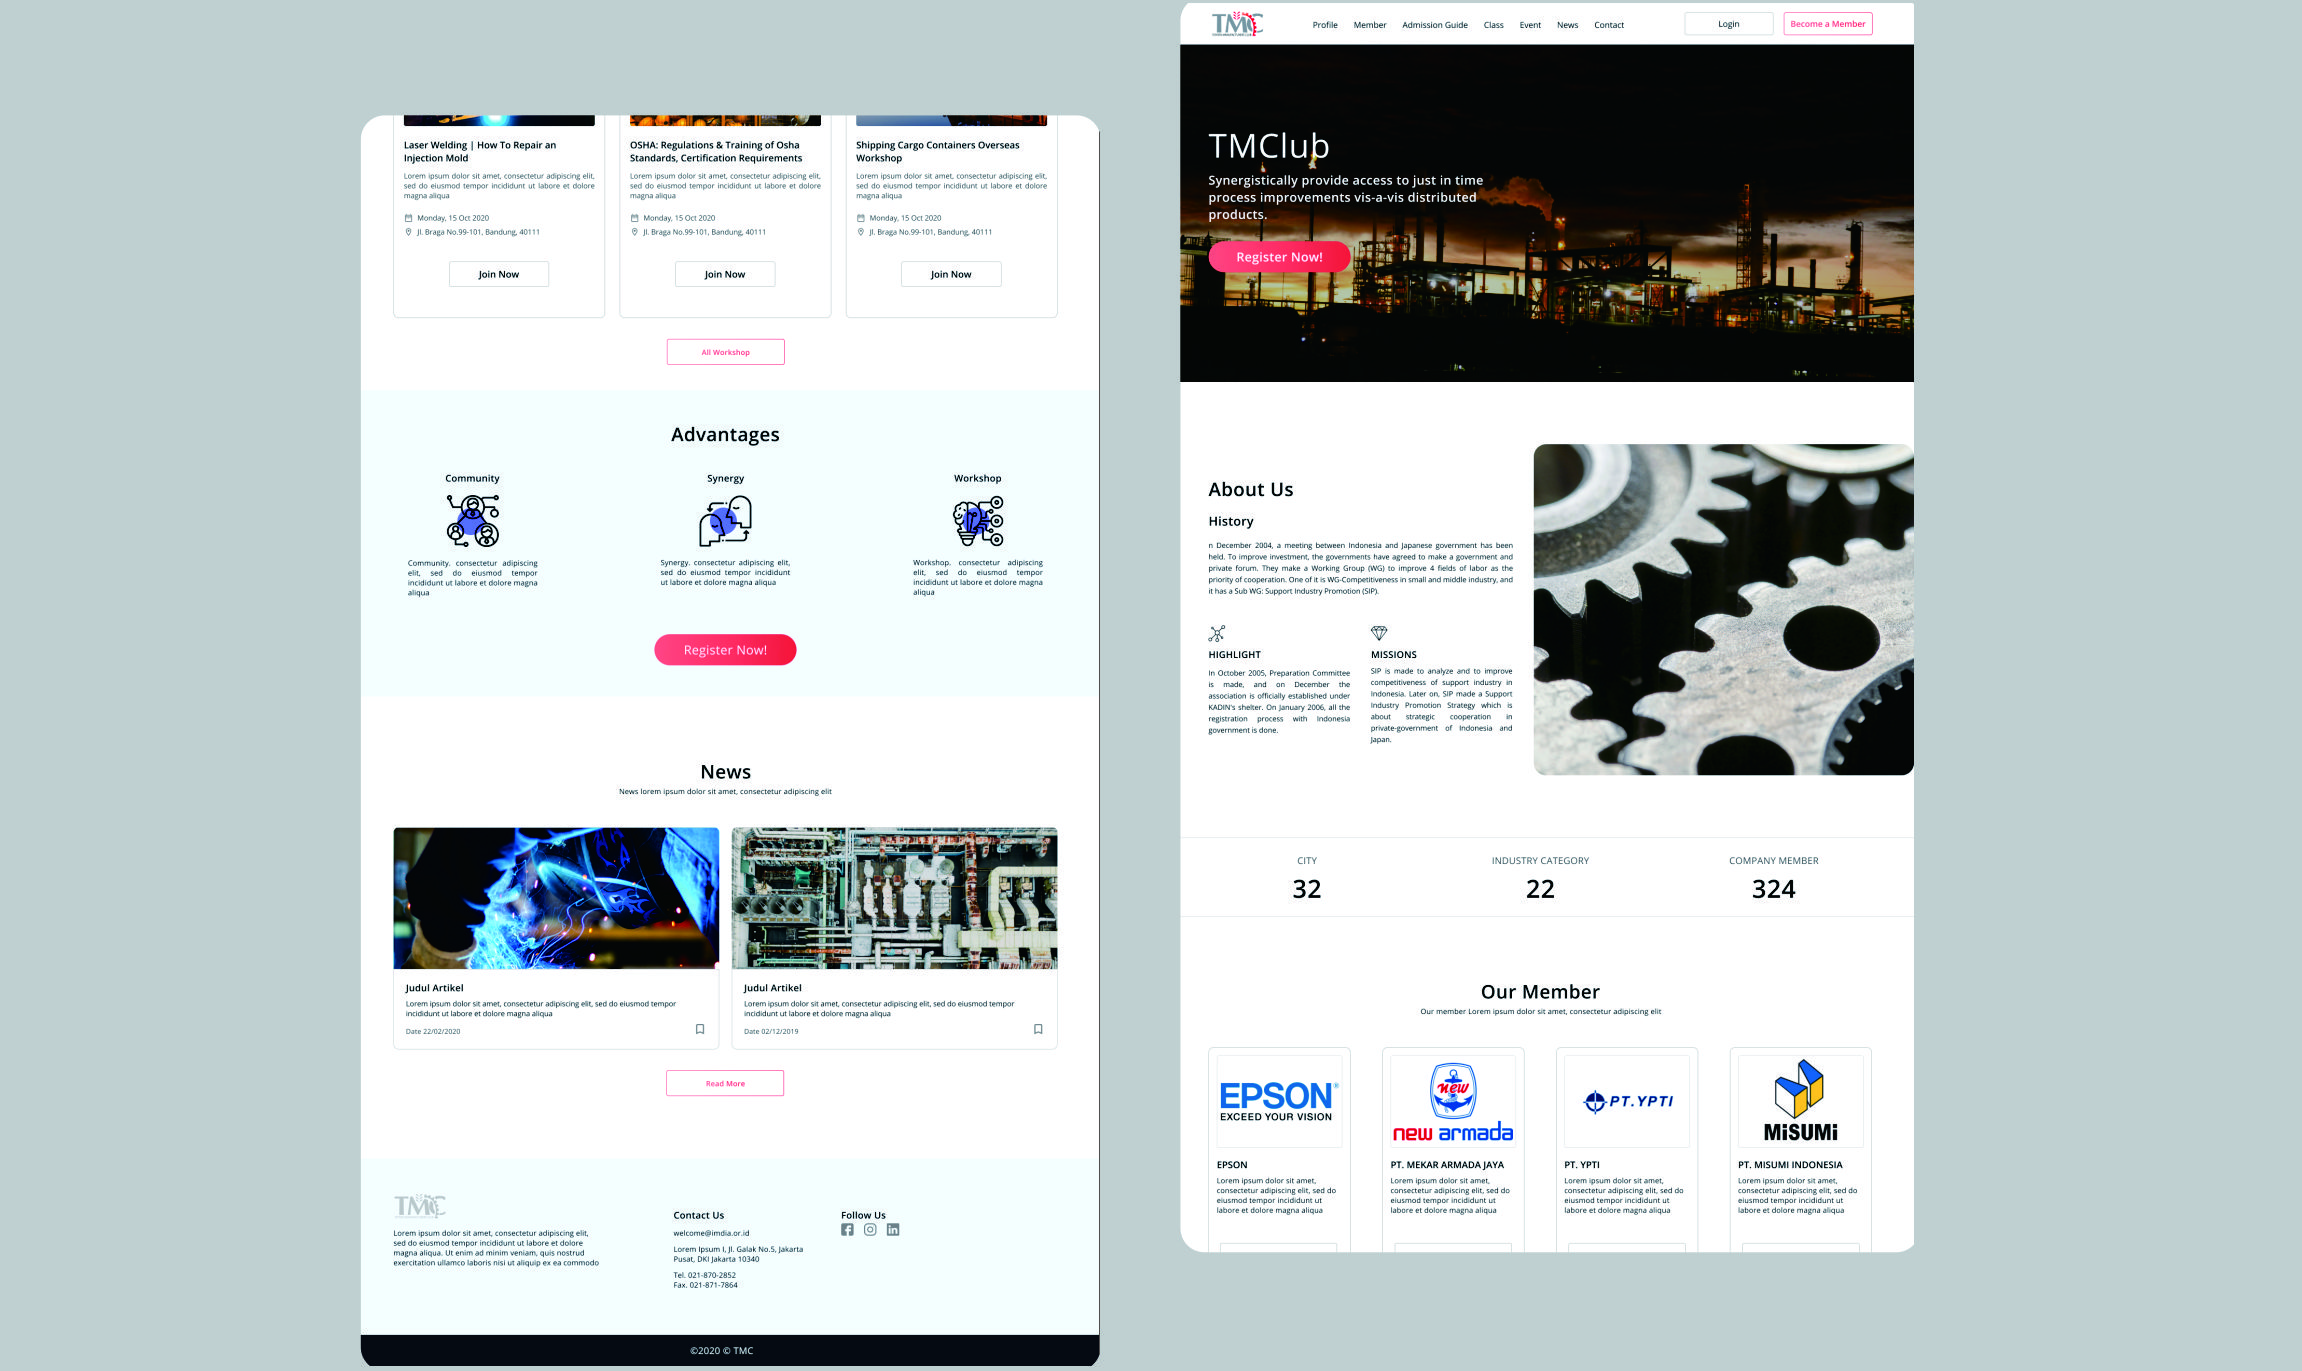 Laser Welding | How To Repair an
Injection Mold
Lorem ipsum dolor sit amet, consectetur adipiscing elit,
sed do eiusmod tempor incididunt ut labore et dolore
magna aliqua
Monday, 15 Oct 2020
Jl. Braga No.99-101, Bandung, 40111
Join Now
OSHA: Regulations & Training of Osha
Standards, Certification Requirements
Lorem ipsum dolor sit amet, consectetur adipiscing elit,
sed do eiusmod tempor incididunt ut labore et dolore
magna aliqua
Monday, 15 Oct 2020
Jl. Braga No.99-101, Bandung, 40111
Join Now
Shipping Cargo Containers Overseas
Workshop
Lorem ipsum dolor sit amet, consectetur adipiscing elit,
sed do eiusmod tempor incididunt ut labore et dolore
magna aliqua
Monday, 15 Oct 2020
Jl. Braga No.99-101, Bandung, 40111
Join Now
All Workshop
Advantages
Community
Community, consectetur adipiscing
elit, sed do eiusmod tempor
incididunt ut labore et dolore magna
aliqua
Synergy
Synergy, consectetur adipiscing elit,
sed do eiusmod tempor incididunt
ut labore et dolore magna aliqua
Workshop
Workshop, consectetur adipiscing
elit, sed do eiusmod tempor
incididunt ut labore et dolore magna
aliqua
Register Now!
News
News lorem ipsum dolor sit amet, consectetur adipiscing elit
Judul Artikel
Lorem ipsum dolor sit amet, consectetur adipiscing elit, sed do eiusmod tempor
incididunt ut labore et dolore magna aliqua
Date 22/02/2020
Judul Artikel
Lorem ipsum dolor sit amet, consectetur adipiscing elit, sed do eiusmod tempor
incididunt ut labore et dolore magna aliqua
Date 02/12/2019
Read More
TMC
Lorem ipsum dolor sit amet, consectetur adipiscing elit,
sed do eiusmod tempor incididunt ut labore et dolore
magna aliqua. Ut enim ad minim veniam, quis nostrud
exercitation ullamco laboris nisi ut aliquip ex ea commodo
Contact Us
welcome@imdia.or.id
Lorem Ipsum I, Jl. Galak No.5, Jakarta
Pusat, DKI Jakarta 10340
Tel. 021-870-2852
Fax. 021-871-7864
Follow Us
©2020 © TMC
TMC
Profile Member Admission Guide Class Event News Contact
Login
Become a Member
TMClub
Synergistically provide access to just in time
process improvements vis-a-vis distributed
products.
Register Now!
About Us
History
n December 2004, a meeting between Indonesia and Japanese government has been
held. To improve investment, the governments have agreed to make a government and
private forum. They make a Working Group (WG) to improve 4 fields of labor as the
priority of cooperation. One of it is WG-Competitiveness in small and middle industry, and
it has a Sub WG: Support Industry Promotion (SIP).
HIGHLIGHT
In October 2005, Preparation Committee
is made, and on December the
association is officially established under
KADIN's shelter. On January 2006, all the
registration process with Indonesia
government is done.
MISSIONS
SIP is made to analyze and to improve
competitiveness of support industry in
Indonesia. Later on, SIP made a Support
Industry Promotion Strategy which is
about strategic cooperation in
private-government of Indonesia and
Japan.
CITY
32
INDUSTRY CATEGORY
22
COMPANY MEMBER
324
Our Member
Our member Lorem ipsum dolor sit amet, consectetur adipiscing elit
EPSON®
EXCEED YOUR VISION
EPSON
Lorem ipsum dolor sit amet,
consectetur adipiscing elit, sed do
eiusmod tempor incididunt ut
labore et dolore magna aliqua
new
new armada
PT. MEKAR ARMADA JAYA
Lorem ipsum dolor sit amet,
consectetur adipiscing elit, sed do
eiusmod tempor incididunt ut
labore et dolore magna aliqua
PT.YPTI
PT. YPTI
Lorem ipsum dolor sit amet,
consectetur adipiscing elit, sed do
eiusmod tempor incididunt ut
labore et dolore magna aliqua
MiSUMi
PT. MISUMI INDONESIA
Lorem ipsum dolor sit amet,
consectetur adipiscing elit, sed do
eiusmod tempor incididunt ut
labore et dolore magna aliqua